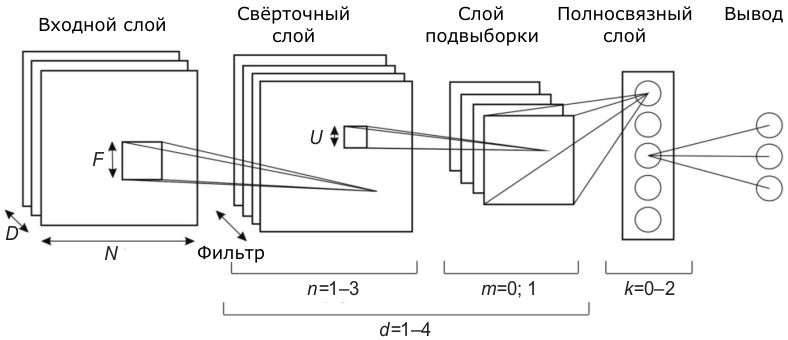 Входной слой
Свёрточный
слой
Слой
подвыборки
Полносвязный
слой
Вывод
F
U
D
N
Фильтр
n=1–3
m=0; 1
k=0–2
d=1–4